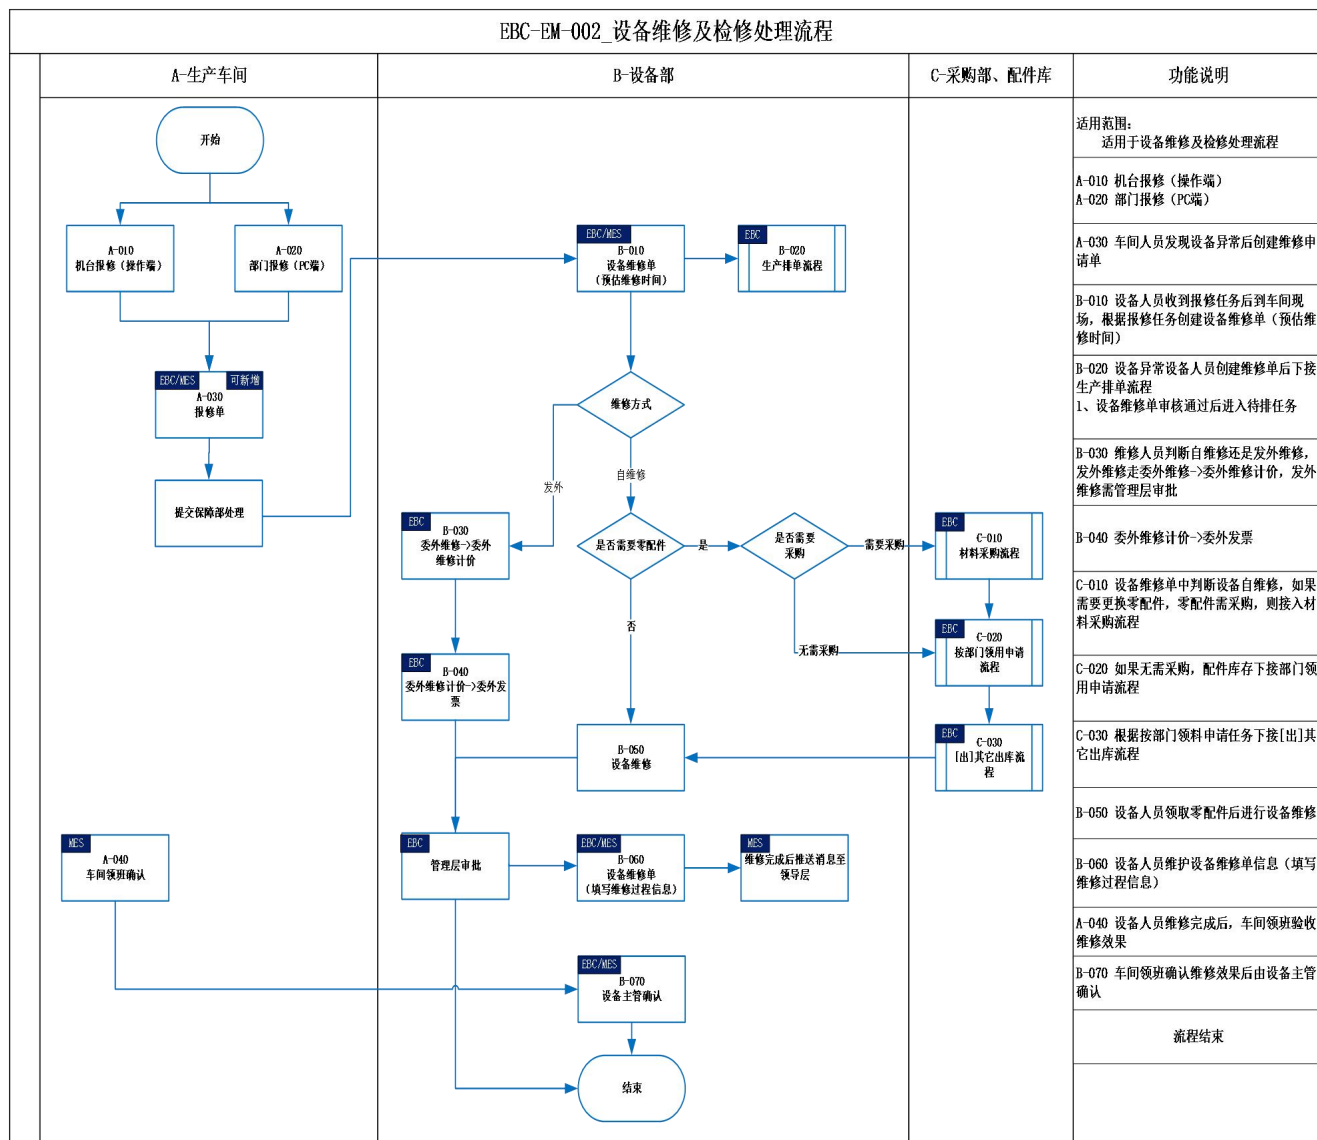 EBC-EM-002_设备维修及检修处理流程
A-生产车间
B-设备部
C-采购部、配件库
功能说明
开始
A-010
机台报修（操作端）
A-020
部门报修（PC端）
EBC/MES
可新增
A-030
报修单
提交保障部处理
MES
A-040
车间领班确认
EBC/MES
B-010
设备维修单
（预估维修时间）
EBC
B-020
生产排单流程
维修方式
发外
自维修
EBC
B-030
委外维修->委外
维修计价
是否需要零配件
是
否
是否需要
采购
需要采购
无需采购
EBC
B-040
委外维修计价->委外发
票
B-050
设备维修
EBC
管理层审批
EBC/MES
B-060
设备维修单
（填写维修过程信息）
MES
维修完成后推送消息至
领导层
EBC/MES
B-070
设备主管确认
结束
EBC
C-010
材料采购流程
EBC
C-020
按部门领用申请
流程
EBC
C-030
[出]其它出库流
程
适用范围：
适用于设备维修及检修处理流程
A-010 机台报修（操作端）
A-020 部门报修（PC端）
A-030 车间人员发现设备异常后创建维修申
请单
B-010 设备人员收到报修任务后到车间现
场，根据报修任务创建设备维修单（预估维
修时间）
B-020 设备异常设备人员创建维修单后下接
生产排单流程
1、设备维修单审核通过后进入待排任务
B-030 维修人员判断自维修还是发外维修，
发外维修走委外维修->委外维修计价，发外
维修需管理层审批
B-040 委外维修计价->委外发票
C-010 设备维修单中判断设备自维修，如果
需要更换零配件，零配件需采购，则接入材
料采购流程
C-020 如果无需采购，配件库存下接部门领
用申请流程
C-030 根据按部门领料申请任务下接[出]其
它出库流程
B-050 设备人员领取零配件后进行设备维修
B-060 设备人员维护设备维修单信息（填写
维修过程信息）
A-040 设备人员维修完成后，车间领班验收
维修效果
B-070 车间领班确认维修效果后由设备主管
确认
流程结束